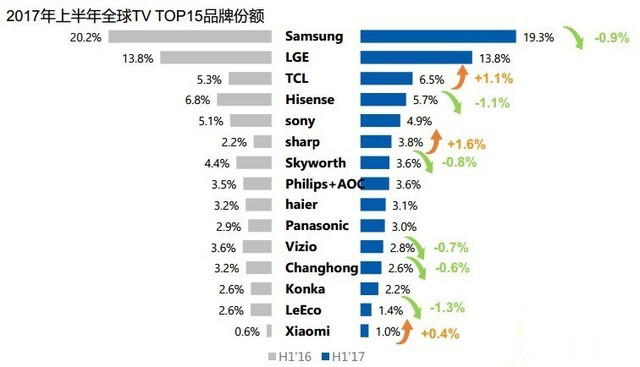 2017年上半年全球TV TOP15品牌份额
20.2% Samsung 19.3% -0.9%
13.8% LGE 13.8%
5.3% TCL 6.5% +1.1%
6.8% Hisense 5.7% -1.1%
5.1% sony 4.9%
2.2% sharp 3.8% +1.6%
4.4% Skyworth 3.6% -0.8%
3.5% Philips+AOC 3.6%
3.2% haier 3.1%
2.9% Panasonic 3.0%
3.6% Vizio 2.8% -0.7%
3.2% Changhong 2.6% -0.6%
2.6% Konka 2.2%
2.6% LeEco 1.4% -1.3%
0.6% Xiaomi 1.0% +0.4%
H1'16 H1'17